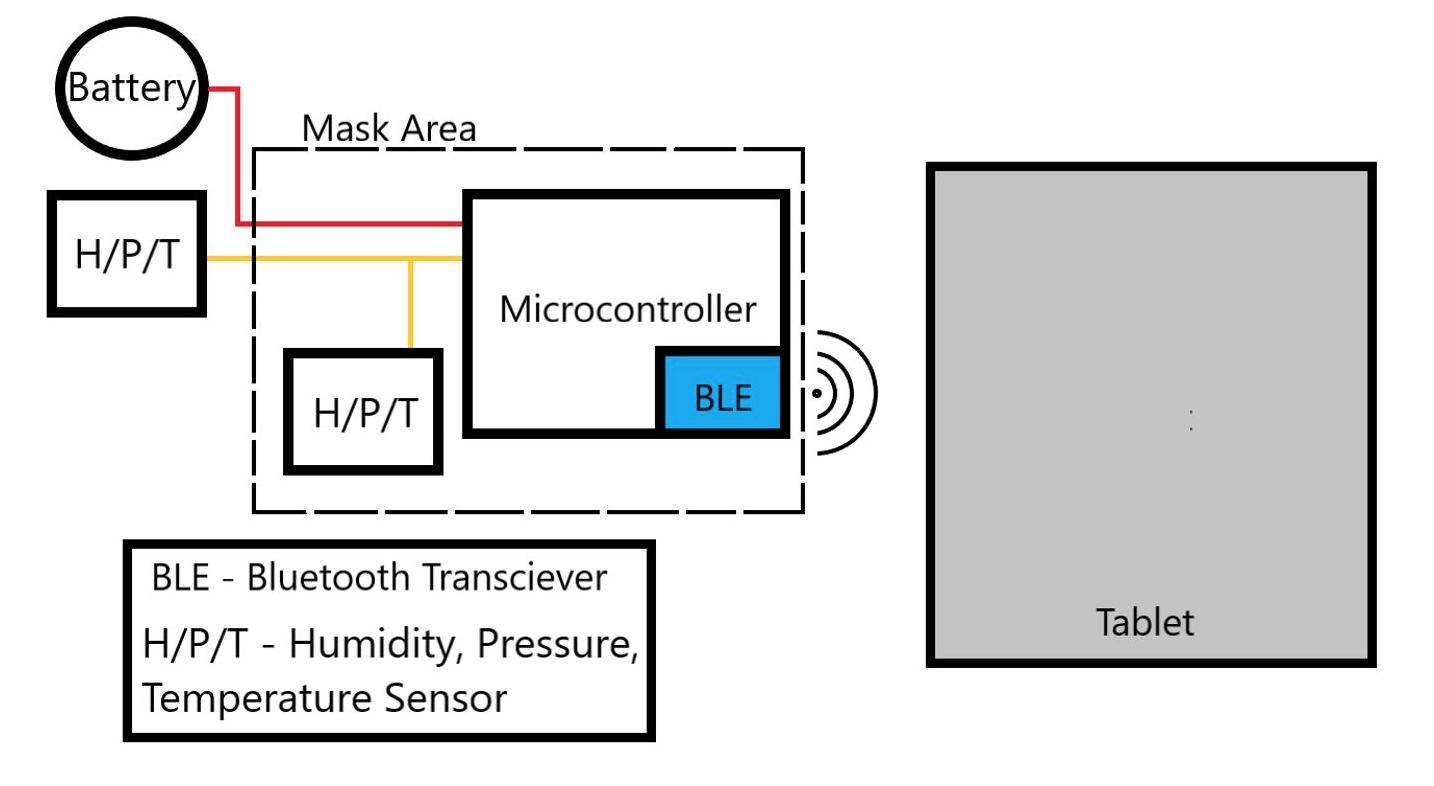 Battery
Mask Area
H/P/T
Microcontroller
H/P/T
BLE
Tablet
BLE - Bluetooth Transciever
H/P/T - Humidity, Pressure,
Temperature Sensor